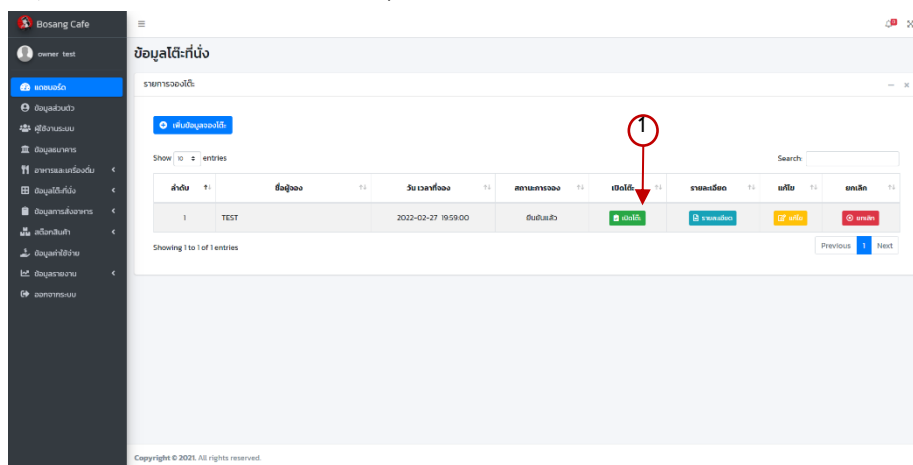 Bosang Cafe
owner test
ข้อมูลโต๊ะที่นั่ง
แดชบอร์ด
รายการจองโต๊ะ
ข้อมูลส่วนตัว
ผู้ใช้งานระบบ
เพิ่มข้อมูลจองโต๊ะ
1
ข้อมูลธนาคาร
อาหารและเครื่องดื่ม
Show 10 entries
Search:
ข้อมูลโต๊ะที่นั่ง
ลำดับ ชื่อผู้จอง วัน เวลาที่จอง สถานะการจอง เปิดโต๊ะ รายละเอียด แก้ไข ยกเลิก
ข้อมูลการสั่งอาหาร
1 TEST 2022-02-27 19:59:00 ยืนยันแล้ว เปิดโต๊ะ รายละเอียด แก้ไข ยกเลิก
สต็อกสินค้า
Showing 1 to 1 of 1 entries
Previous 1 Next
ข้อมูลค่าใช้จ่าย
ข้อมูลรายงาน
ออกจากระบบ
Copyright © 2021. All rights reserved.